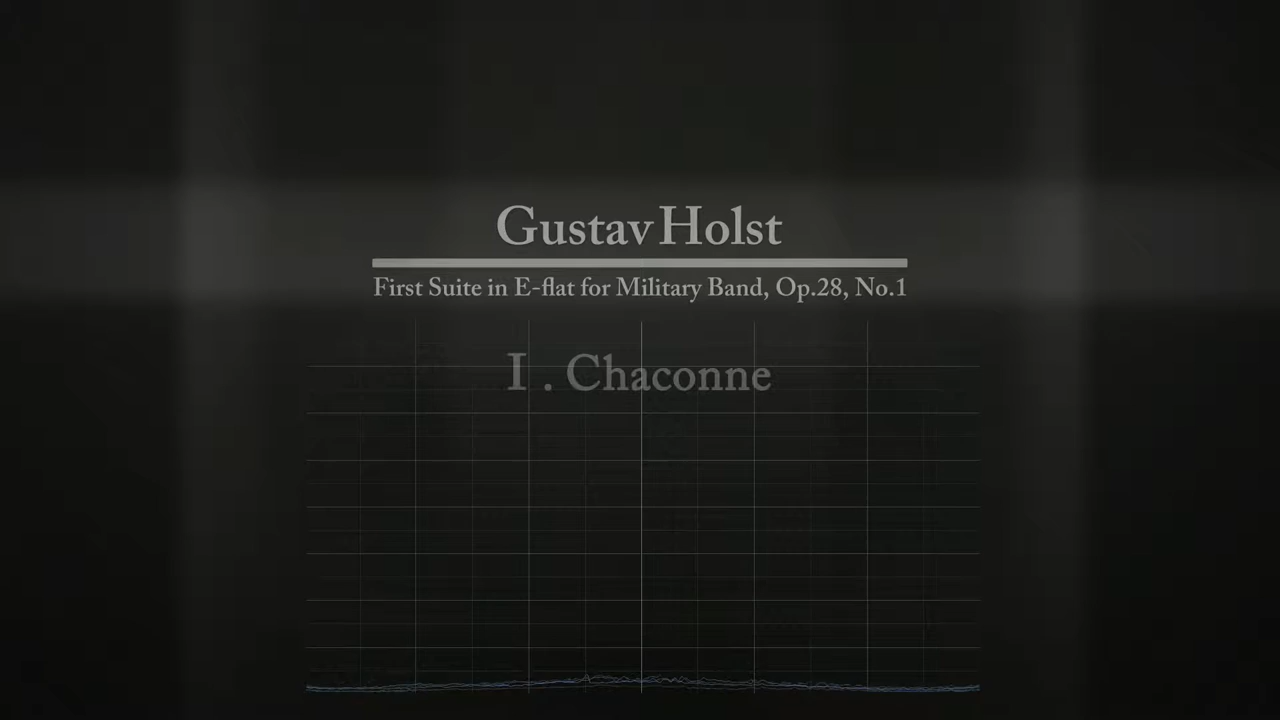 Gustav Holst
First Suite in E-flat for Military Band, Op.28, No.1
I . Chaconne